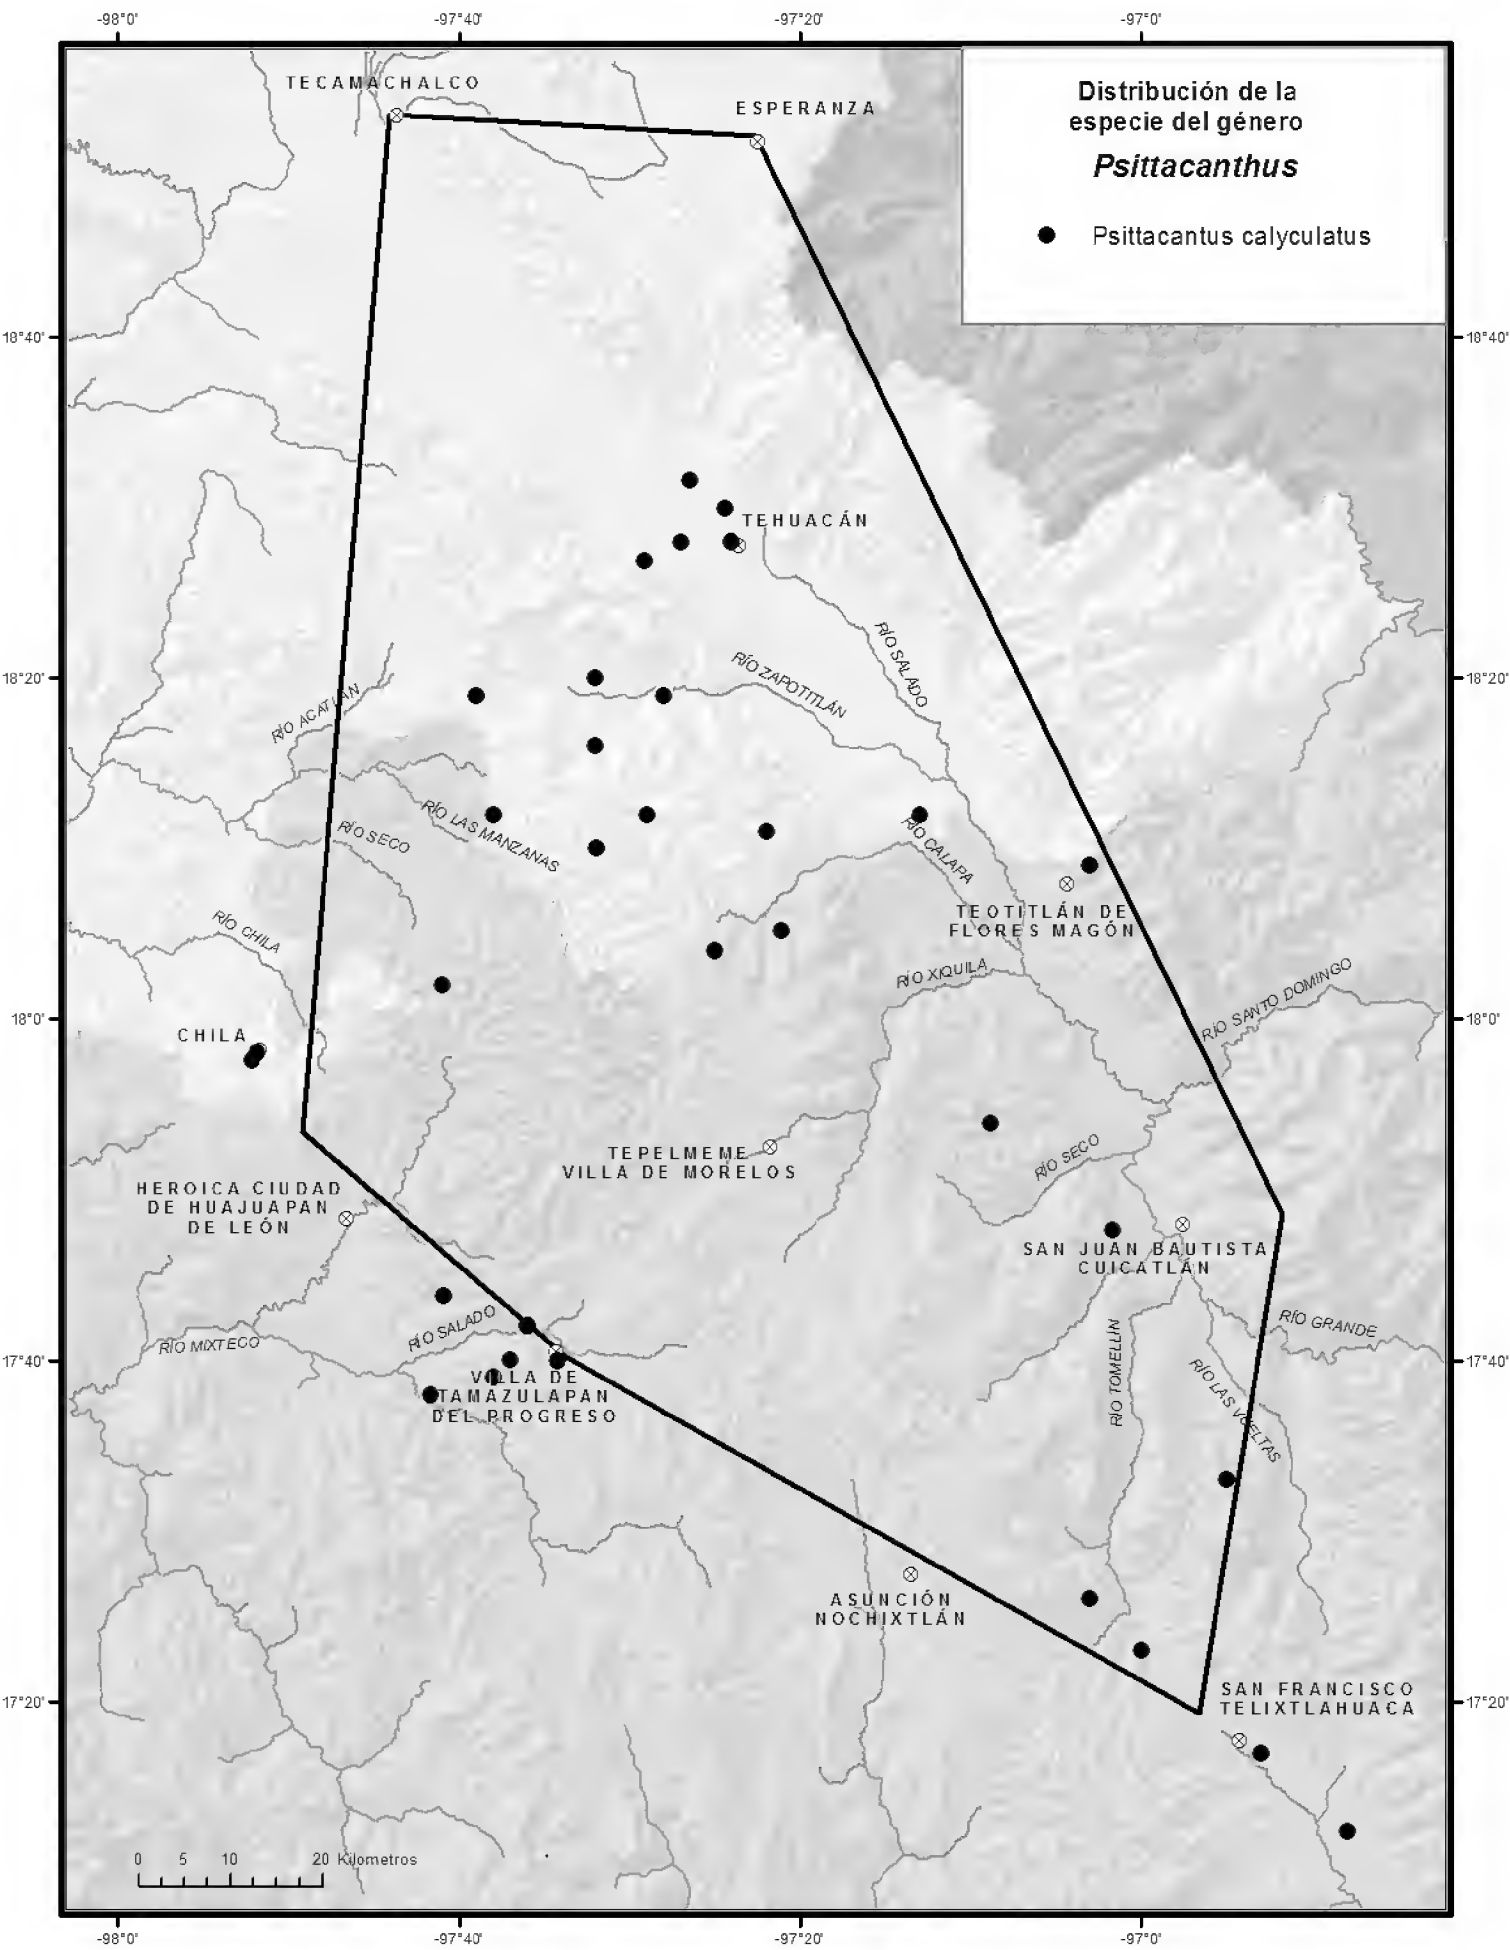 -98°0'
-97°40'
-97°20'
-97°0'
TECAMACHALCO
ESPERANZA
Distribución de la
especie del género
Psittacanthus
Psittacantus calyculatus
18°40'
18°40'
TEHUACÁN
RÍO SALADO
RÍO ZAPOTITLÁN
18°20'
18°20'
RÍO ACATLÁN
RÍO LAS MANZANAS
RÍO SECO
RÍO CALAPA
TEOTITLÁN DE
FLORES MAGÓN
RÍO CHILA
RÍO XIQUILA
RÍO SANTO DOMINGO
18°0'
18°0'
CHILA
TEPELMEME
VILLA DE MORELOS
RÍO SECO
HEROICA CIUDAD
DE HUAJUAPAN
DE LEÓN
SAN JUAN BAUTISTA
CUICATLÁN
RÍO MIXTECO
RÍO SALADO
RÍO GRANDE
17°40'
17°40'
VILLA DE
TAMAZULAPAN
DEL PROGRESO
RÍO TOMELLÍN
RÍO LAS VUELTAS
ASUNCIÓN
NOCHIXTLÁN
17°20'
17°20'
SAN FRANCISCO
TELIXTLAHUACA
0 5 10 20 Kilometros
-98°0'
-97°40'
-97°20'
-97°0'